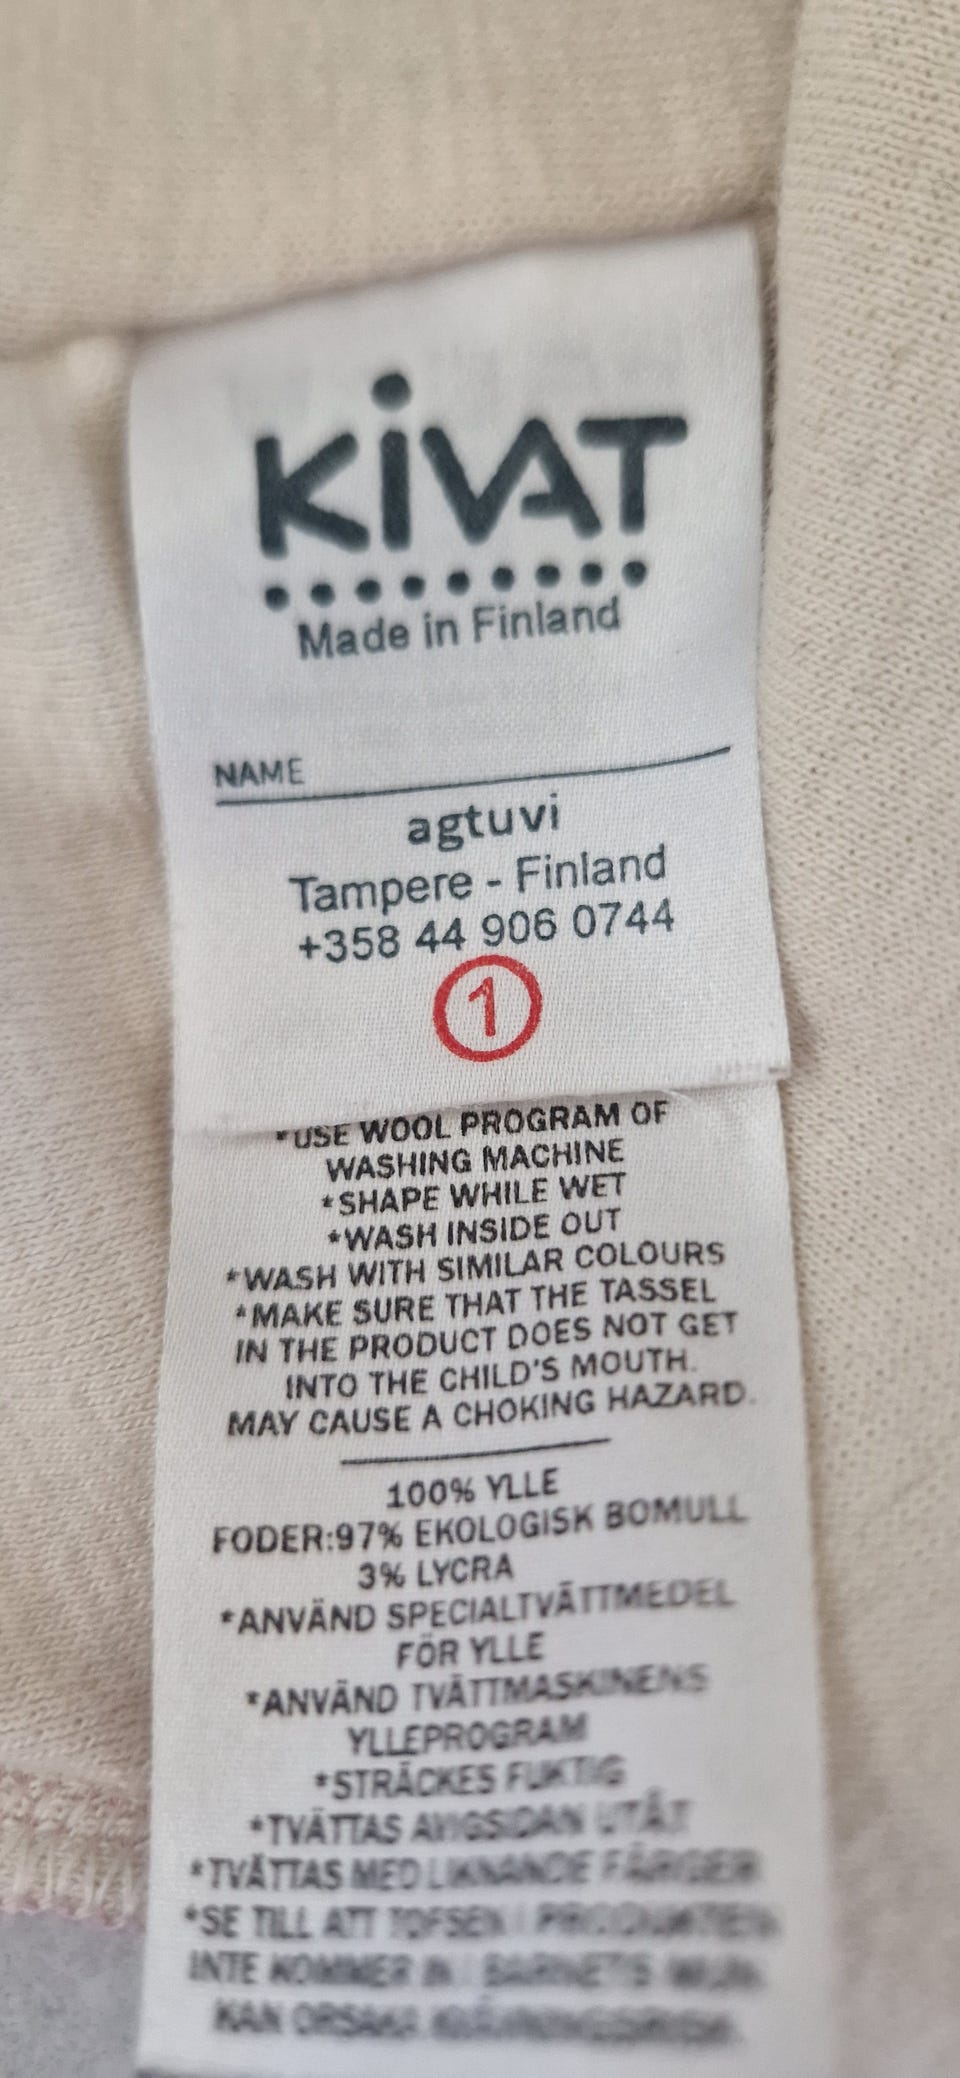 KiVAT
Made in Finland
NAME
agtuvi
Tampere - Finland
+358 44 906 0744
1
*USE WOOL PROGRAM OF
WASHING MACHINE
*SHAPE WHILE WET
*WASH INSIDE OUT
*WASH WITH SIMILAR COLOURS
*MAKE SURE THAT THE TASSEL
IN THE PRODUCT DOES NOT GET
INTO THE CHILD'S MOUTH.
MAY CAUSE A CHOKING HAZARD.
100% YLLE
FODER:97% EKOLOGISK BOMULL
3% LYCRA
*ANVÄND SPECIALTVÄTTMEDEL
FÖR YLLE
*ANVÄND TVÄTTMASKINENS
YLLEPROGRAM
*STRÄCKES FUKTIG
*TVÄTTAS AVIGSIDAN UTÅT
*TVÄTTAS MED LIKNANDE FÄRGER
*SE TILL ATT TOFSEN I PRODUKTEN
INTE KOMMER IN I BARNETS MUN.
KAN ORSAKA